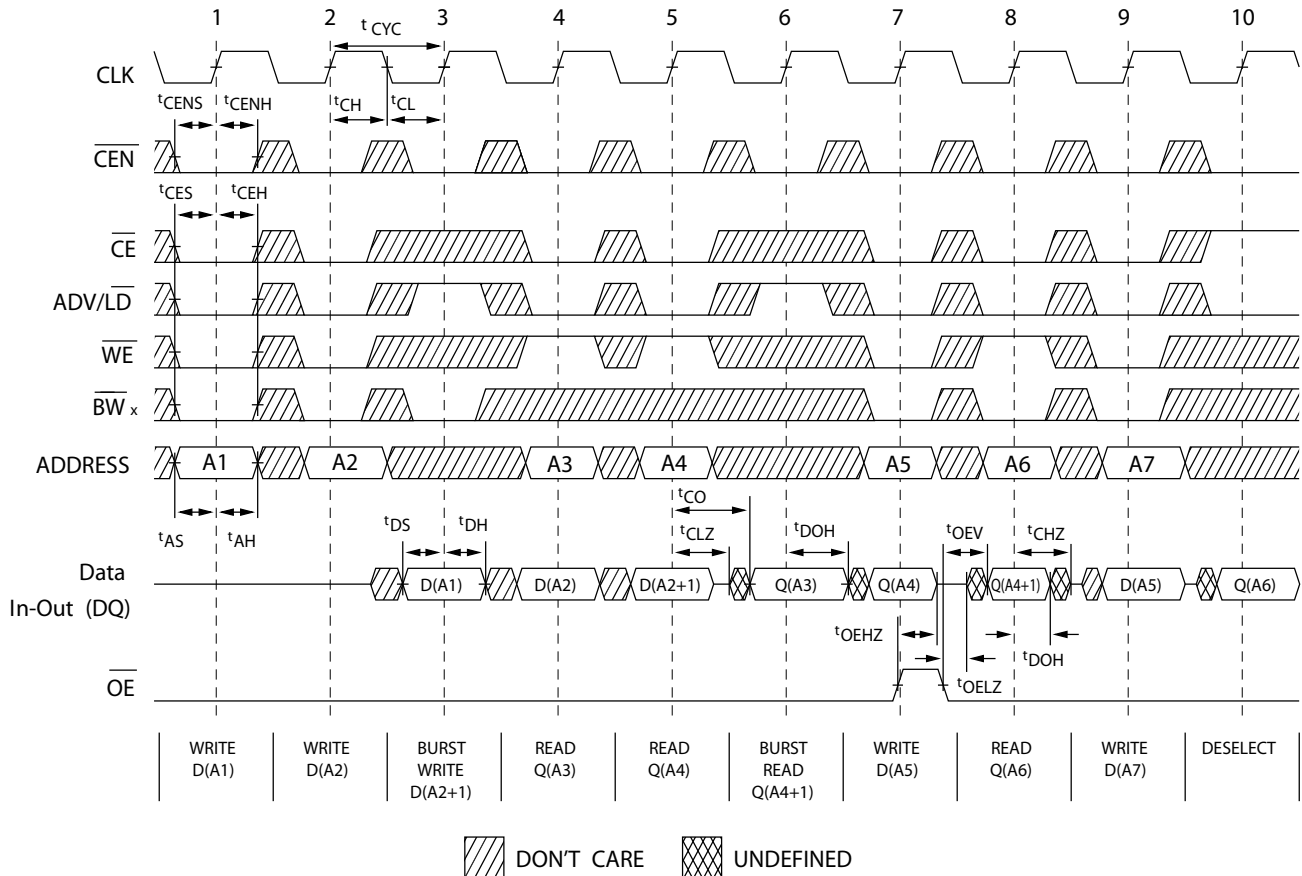 1 2 3 4 5 6 7 8 9 10
tCYC
CLK
tCENS tCENH tCH tCL
CEN
tCES tCEH
CE
ADV/LD
WE
BWx
ADDRESS A1 A2 A3 A4 A5 A6 A7
tCO
tAS tAH tDS tDH tCLZ tDOH tOEV tCHZ
Data
In-Out (DQ) D(A1) D(A2) D(A2+1) Q(A3) Q(A4) Q(A4+1) D(A5) Q(A6)
tOEHZ tDOH
tOELZ
OE
WRITE
D(A1)
WRITE
D(A2)
BURST
WRITE
D(A2+1)
READ
Q(A3)
READ
Q(A4)
BURST
READ
Q(A4+1)
WRITE
D(A5)
READ
Q(A6)
WRITE
D(A7)
DESELECT
DON'T CARE UNDEFINED